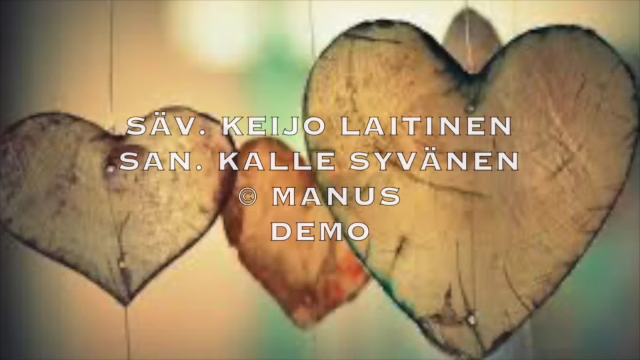 SÄV. KEIJO LAITINEN
SAN. KALLE SYVÄNEN
© MANUS
DEMO